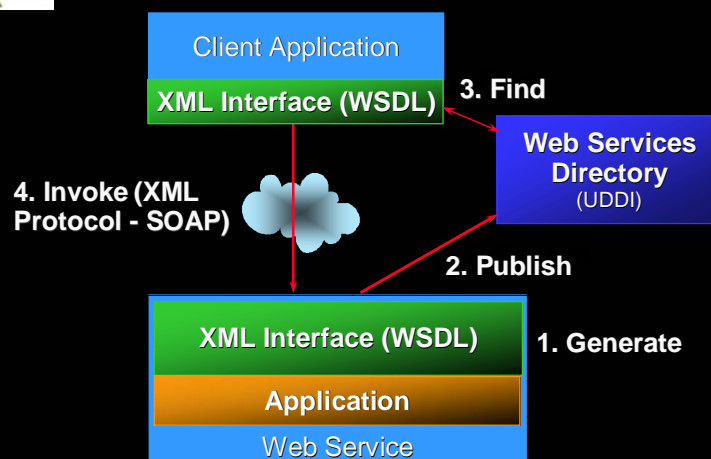 Client Application
XML Interface (WSDL)
3. Find
Web Services
Directory
(UDDI)
4. Invoke (XML
Protocol - SOAP)
2. Publish
XML Interface (WSDL)
1. Generate
Application
Web Service